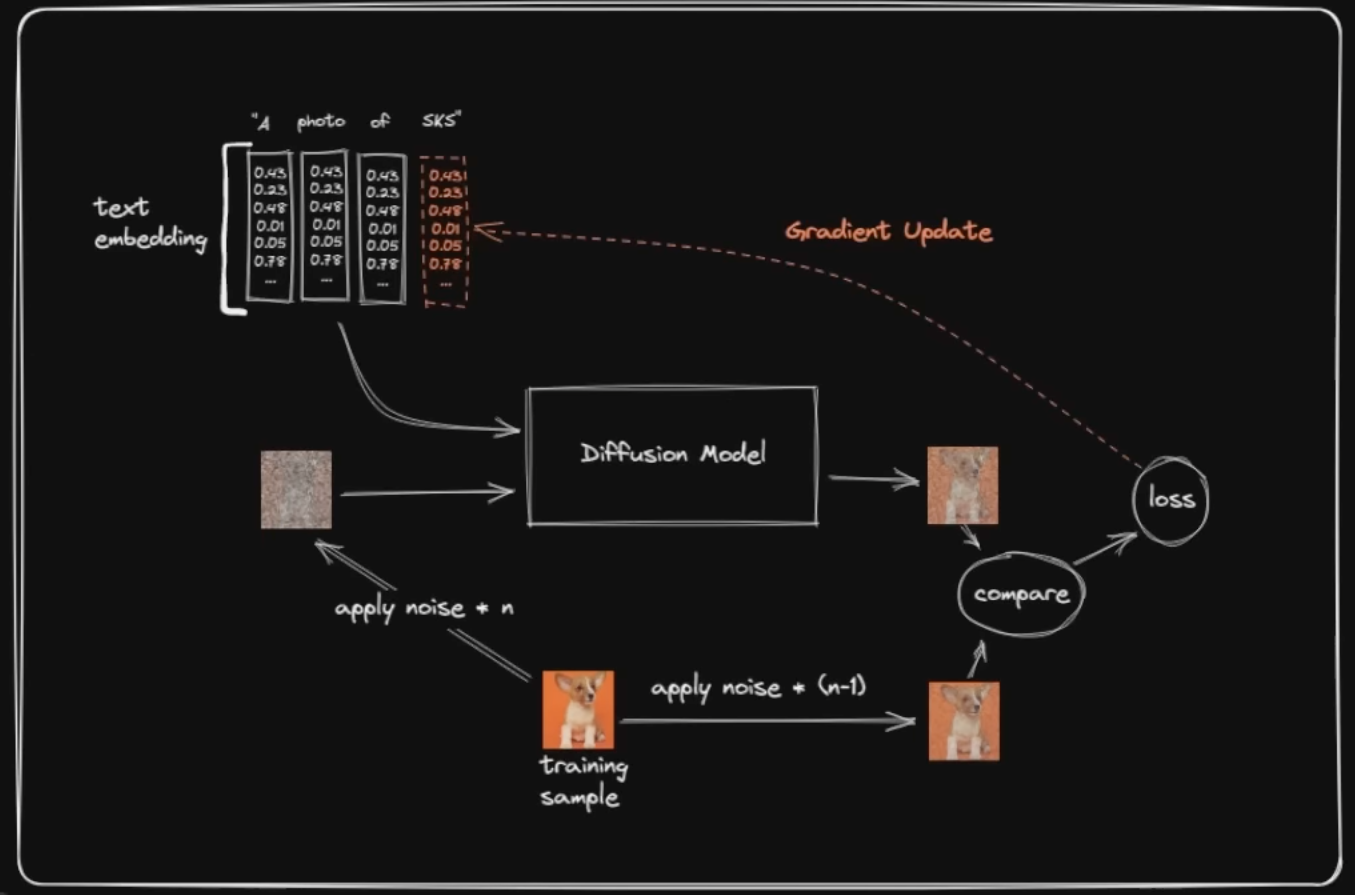 "A photo of SKS"
0.43 0.43 0.43 0.43
0.23 0.23 0.23 0.23
0.48 0.48 0.48 0.48
0.01 0.01 0.01 0.01
0.05 0.05 0.05 0.05
0.78 0.78 0.78 0.78
... ... ... ...
text
embedding
Gradient Update
Diffusion Model
loss
compare
apply noise * n
apply noise * (n-1)
training
sample